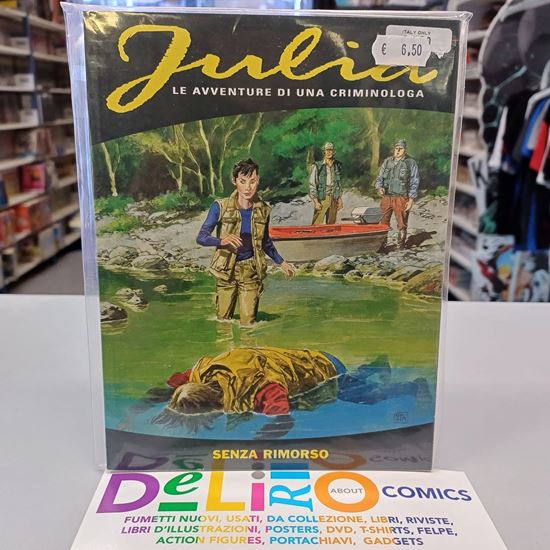 Julia
ITALY ONLY
€ 6,50
LE AVVENTURE DI UNA CRIMINOLOGA
SENZA RIMORSO
DeLiRiO
ABOUT
COMICS
FUMETTI NUOVI, USATI, DA COLLEZIONE, LIBRI, RIVISTE,
LIBRI D'ILLUSTRAZIONI, POSTERS, DVD, T-SHIRTS, FELPE,
ACTION FIGURES, PORTACHIAVI, GADGETS